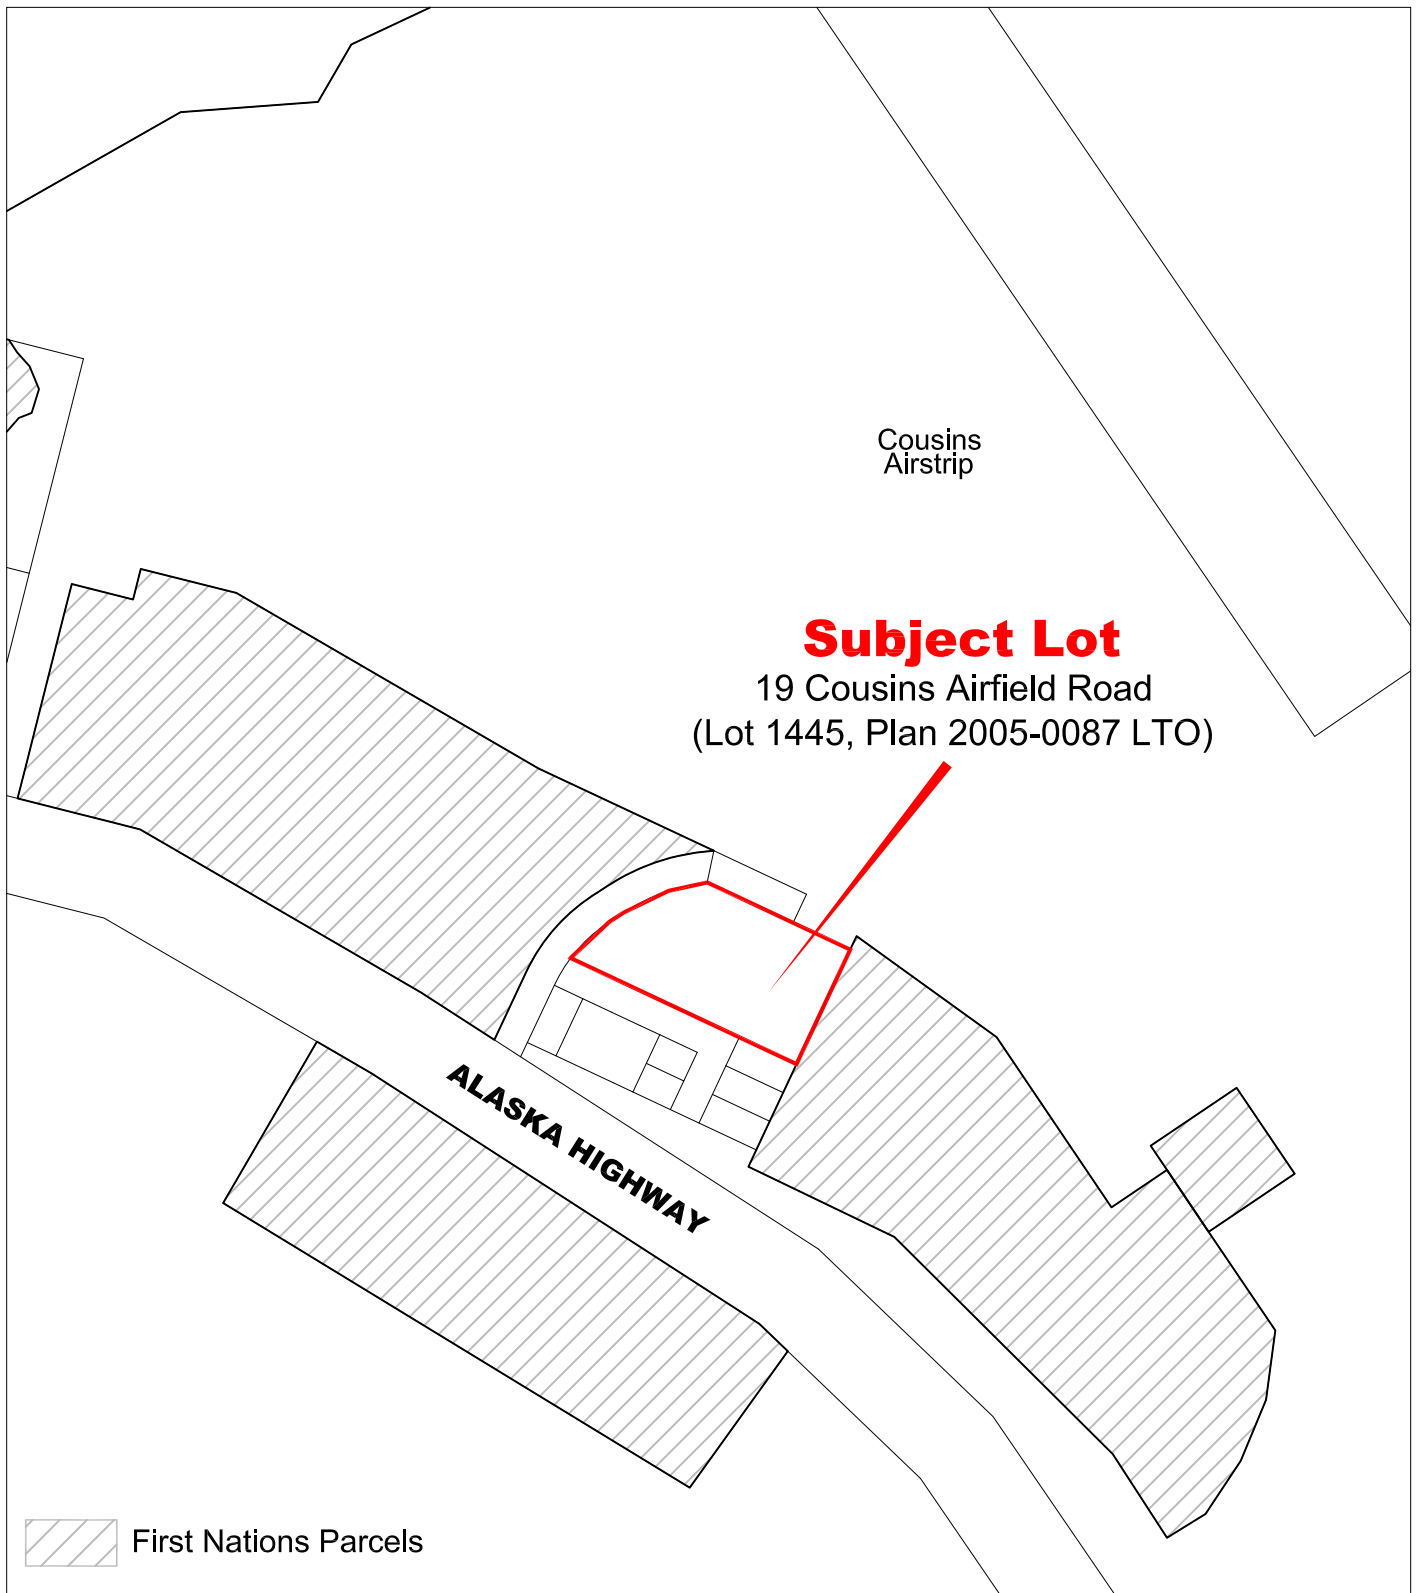 Cousins
Airstrip
Subject Lot
19 Cousins Airfield Road
(Lot 1445, Plan 2005-0087 LTO)
ALASKA HIGHWAY
First Nations Parcels